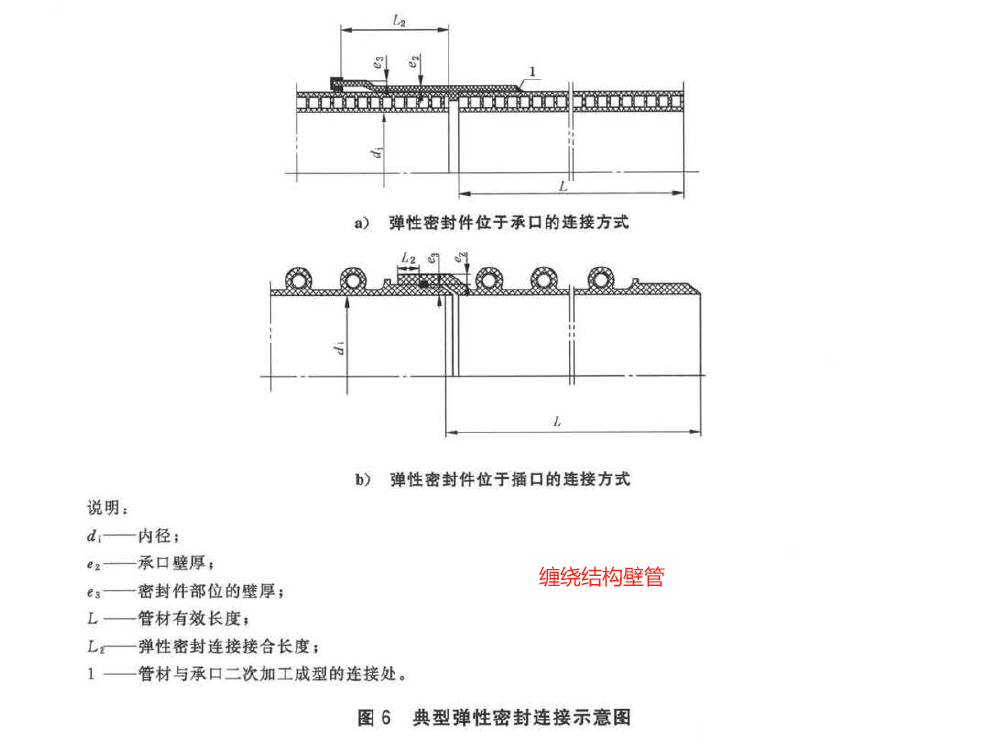 L₂
e₃
e₂
1
dᵢ
L
a） 弹性密封件位于承口的连接方式
L₂
e₃
e₂
dᵢ
L
b） 弹性密封件位于插口的连接方式
说明：
dᵢ——内径；
e₂——承口壁厚；
e₃——密封件部位的壁厚；
L ——管材有效长度；
L₂——弹性密封连接接合长度；
1 ——管材与承口二次加工成型的连接处。
缠绕结构壁管
图 6 典型弹性密封连接示意图